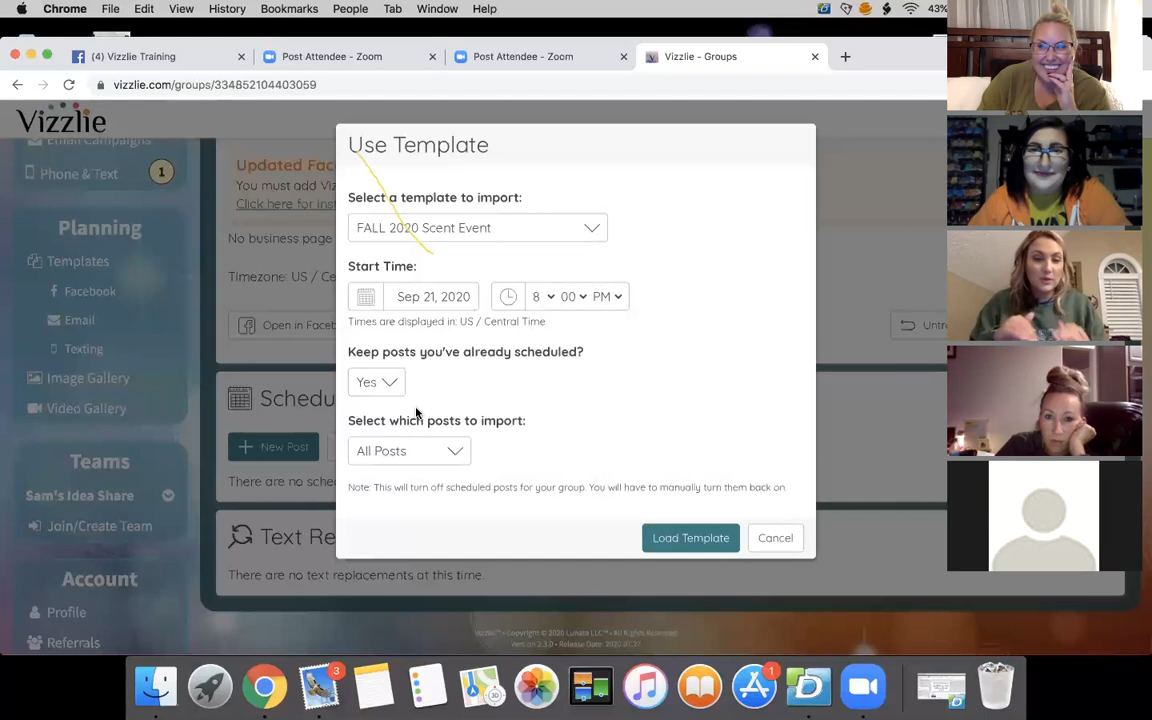 Chrome File Edit View History Bookmarks People Tab Window Help 43%
(4) Vizzlie Training
Post Attendee - Zoom
Post Attendee - Zoom
Vizzlie - Groups
vizzlie.com/groups/334852104403059
Vizzlie
Email Campaigns
Phone & Text 1
Planning
Templates
Facebook
Email
Texting
Image Gallery
Video Gallery
Teams
Sam's Idea Share
Join/Create Team
Account
Profile
Referrals
Updated Fac
You must add Viz
Click here for inst
No business page
Timezone: US / Ce
Open in Faceb
Untr
Schedu
+ New Post
There are no sche
Text Re
There are no text replacements at this time.
Use Template
Select a template to import:
FALL 2020 Scent Event
Start Time:
Sep 21, 2020 8 00 PM
Times are displayed in: US / Central Time
Keep posts you've already scheduled?
Yes
Select which posts to import:
All Posts
Note: This will turn off scheduled posts for your group. You will have to manually turn them back on.
Load Template Cancel
3
1